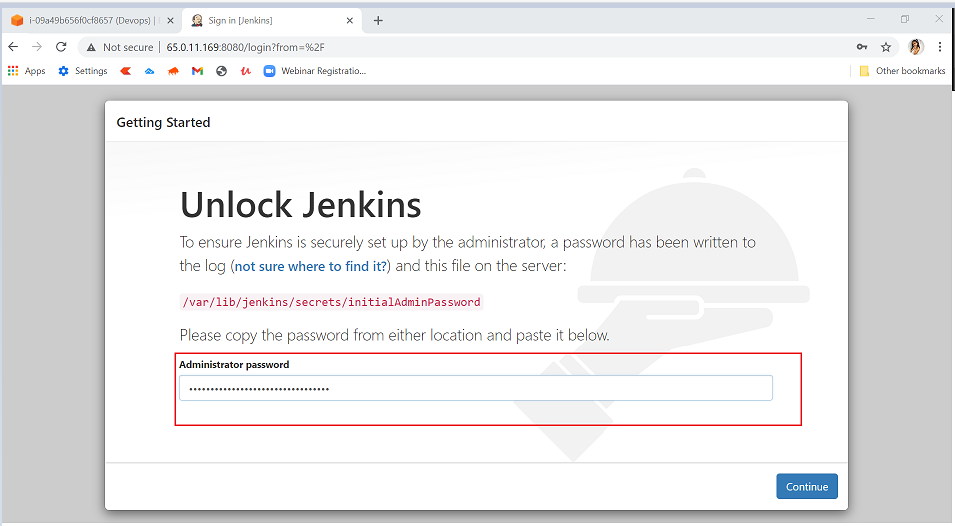 i-09a49b656f0cf8657 (Devops) |
Sign in [Jenkins]
Not secure | 65.0.11.169:8080/login?from=%2F
Apps Settings Webinar Registratio... Other bookmarks
Getting Started
Unlock Jenkins
To ensure Jenkins is securely set up by the administrator, a password has been written to
the log (not sure where to find it?) and this file on the server:
/var/lib/jenkins/secrets/initialAdminPassword
Please copy the password from either location and paste it below.
Administrator password
Continue